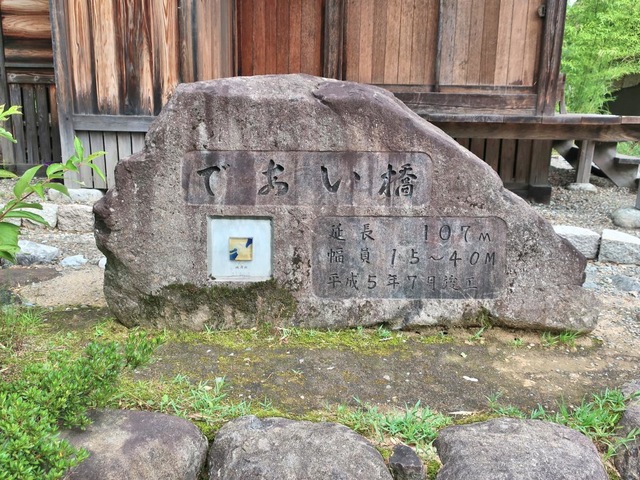 であい橋
延長 107m
幅員 15~40M
平成5年7月竣工